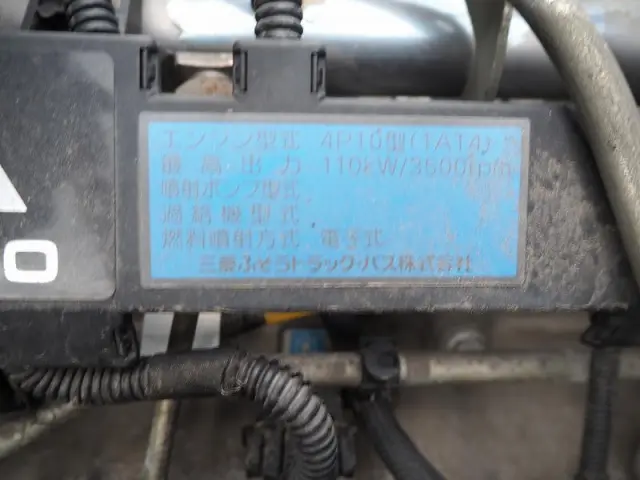 エンジン型式 4P10型(1AT4)
最高出力 110kW/3500rpm
噴射ポンプ型式
過給機型式
燃料噴射方式 電子式
三菱ふそうトラック・バス株式会社
O